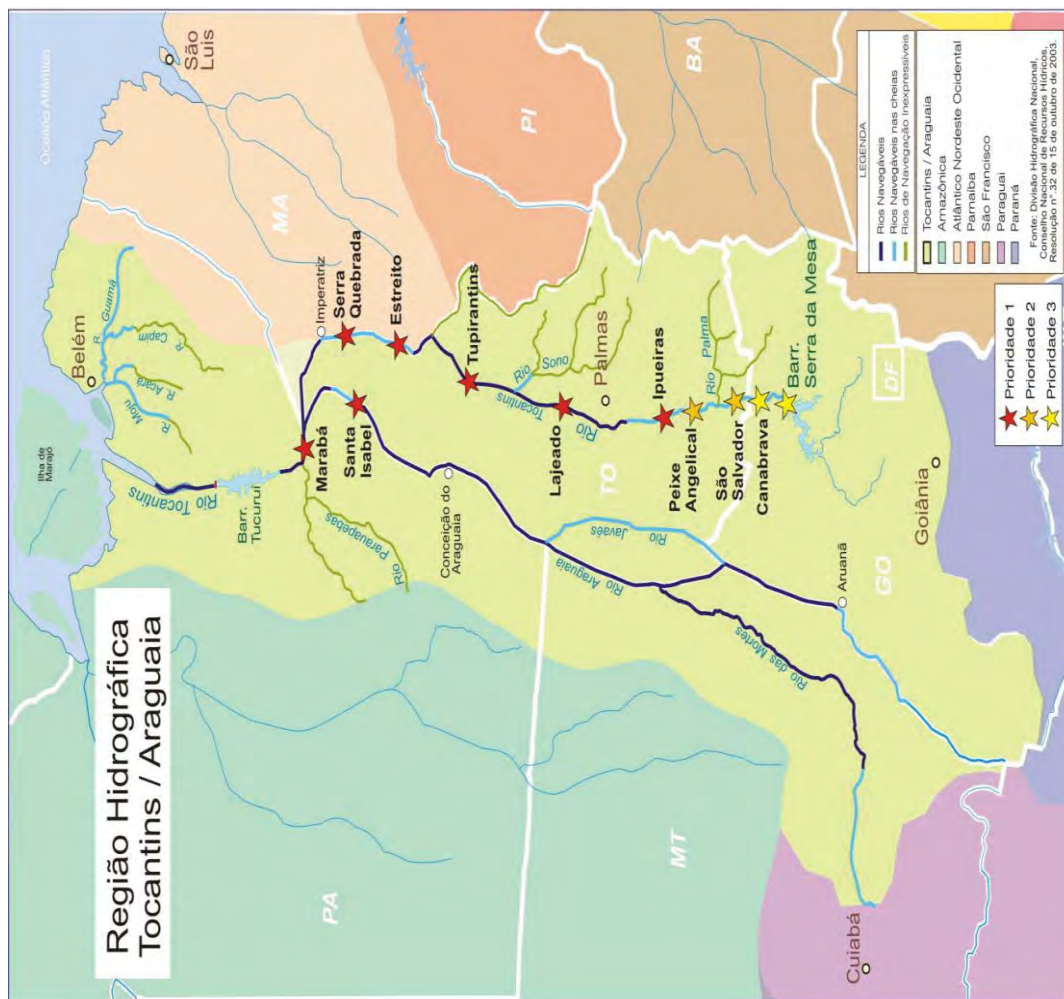 Região Hidrográfica
Tocantins / Araguaia
Oceano Atlântico
Ilha de
Marajó
Belém
São
Luis
R. Guamá
R. Capim
R. Acará
R. Moju
MA
PI
BA
PA
MT
TO
GO
DF
Rio Tocantins
Barr.
Tucuruí
Marabá
Imperatriz
Serra
Quebrada
Estreito
Santa
Isabel
Rio Parauapebas
Conceição do
Araguaia
Tupirantins
Rio Sono
Rio Tocantins
Palmas
Lajeado
Ipueiras
Peixe
Angelical
Rio Palma
São
Salvador
Canabrava
Barr.
Serra da Mesa
Rio Araguaia
Rio
Javaés
Rio das Mortes
Aruanã
Goiânia
Cuiabá
LEGENDA
Rios Navegáveis
Rios Navegáveis nas cheias
Rios de Navegação Inexpressíveis
Tocantins / Araguaia
Amazônica
Atlântico Nordeste Ocidental
Parnaíba
São Francisco
Paraguai
Paraná
Fonte: Divisão Hidrográfica Nacional,
Conselho Nacional de Recursos Hídricos,
Resolução nº.32 de 15 de outubro de 2003.
Prioridade 1
Prioridade 2
Prioridade 3